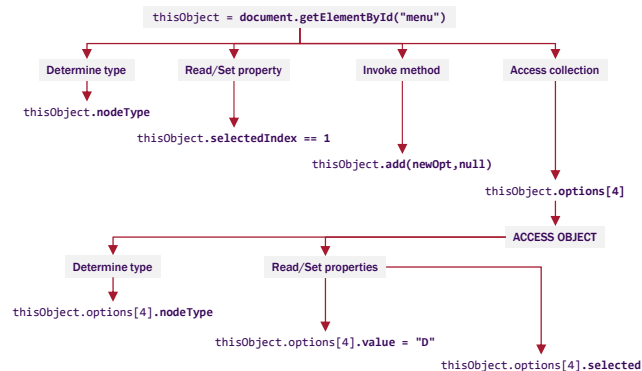 thisObject = document.getElementById("menu")
Determine type
Read/Set property
Invoke method
Access collection
thisObject.nodeType
thisObject.selectedIndex == 1
thisObject.add(newOpt,null)
thisObject.options[4]
ACCESS OBJECT
Determine type
Read/Set properties
thisObject.options[4].nodeType
thisObject.options[4].value = "D"
thisObject.options[4].selected